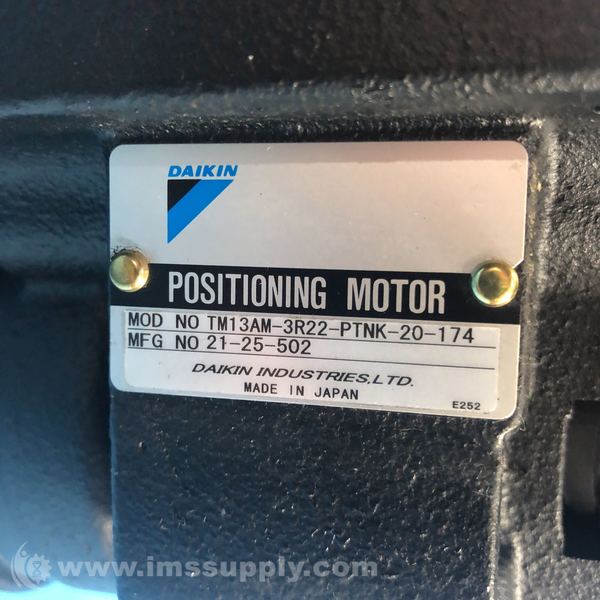 DAIKIN
POSITIONING MOTOR
MOD NO TM13AM-3R22-PTNK-20-174
MFG NO 21-25-502
DAIKIN INDUSTRIES,LTD.
MADE IN JAPAN
E252
www.imssupply.com